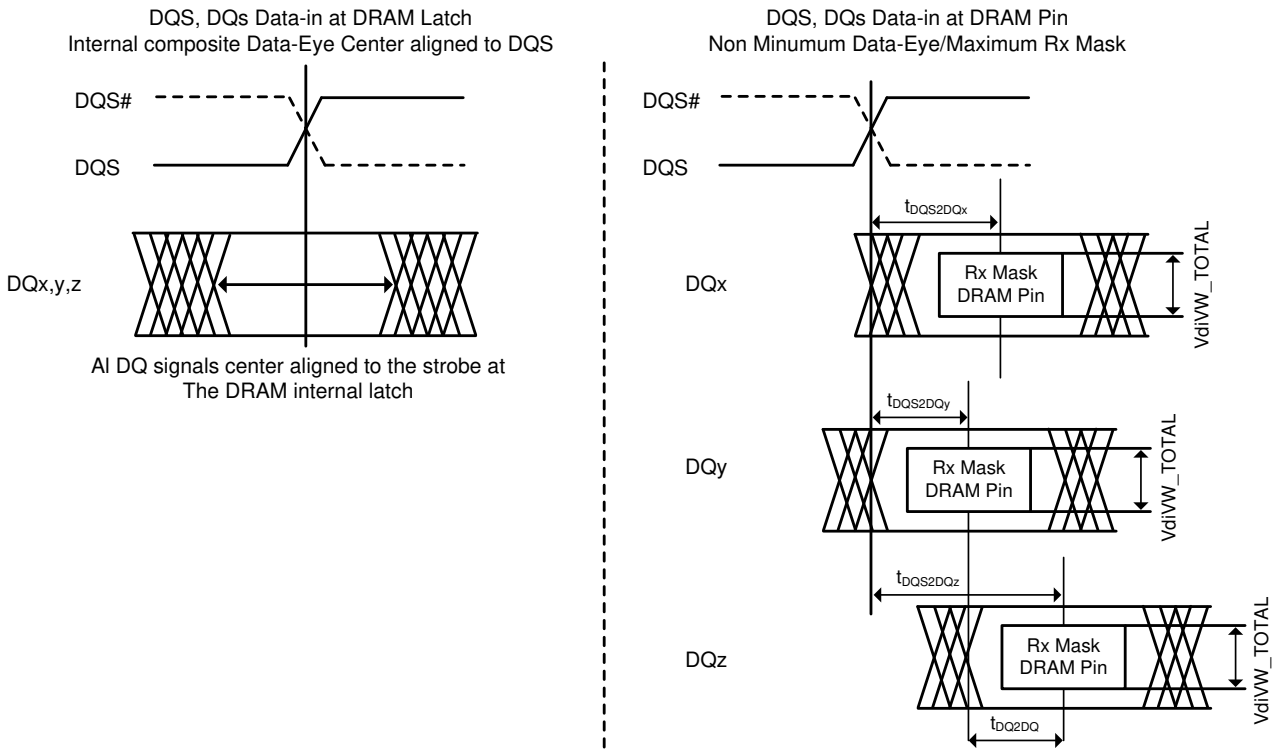 DQS, DQs Data-in at DRAM Latch
Internal composite Data-Eye Center aligned to DQS
DQS#
DQS
DQx,y,z
Al DQ signals center aligned to the strobe at
The DRAM internal latch
DQS, DQs Data-in at DRAM Pin
Non Minumum Data-Eye/Maximum Rx Mask
DQS#
DQS
tDQS2DQx
DQx
Rx Mask
DRAM Pin
VdiVW_TOTAL
tDQS2DQy
DQy
Rx Mask
DRAM Pin
VdiVW_TOTAL
tDQS2DQz
DQz
Rx Mask
DRAM Pin
VdiVW_TOTAL
tDQ2DQ